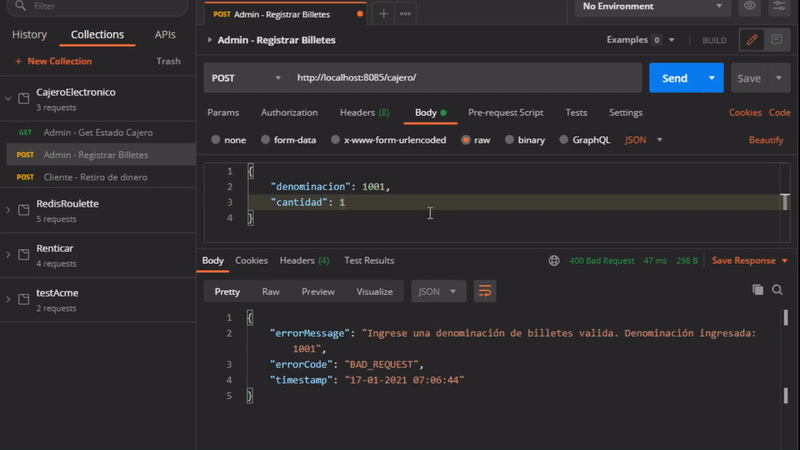 Filter
History
Collections
APIs
+ New Collection
Trash
CajeroElectronico
3 requests
GET Admin - Get Estado Cajero
POST Admin - Registrar Billetes
POST Cliente - Retiro de dinero
RedisRoulette
5 requests
Renticar
4 requests
testAcme
2 requests
POST Admin - Registrar Billetes
No Environment
Admin - Registrar Billetes
Examples 0
BUILD
POST
http://localhost:8085/cajero/
Send
Save
Params
Authorization
Headers (8)
Body
Pre-request Script
Tests
Settings
Cookies
Code
none
form-data
x-www-form-urlencoded
raw
binary
GraphQL
JSON
Beautify
1 {
2 "denominacion": 1001,
3 "cantidad": 1
4 }
Body
Cookies
Headers (4)
Test Results
400 Bad Request
47 ms
298 B
Save Response
Pretty
Raw
Preview
Visualize
JSON
1 {
2 "errorMessage": "Ingrese una denominación de billetes valida. Denominación ingresada:
1001",
3 "errorCode": "BAD_REQUEST",
4 "timestamp": "17-01-2021 07:06:44"
5 }